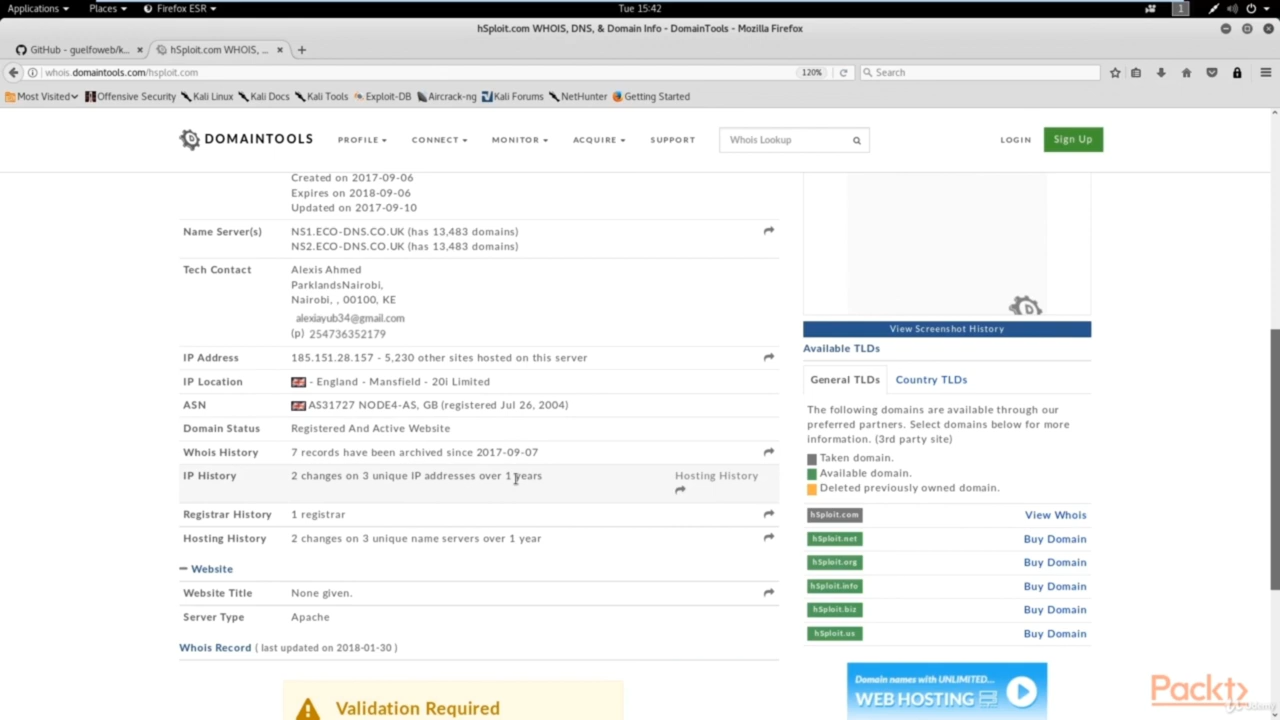 Applications
Places
Firefox ESR
Tue 15:42
1
hSploit.com WHOIS, DNS, & Domain Info - DomainTools - Mozilla Firefox
GitHub - guelfoweb/k...
hSploit.com WHOIS, ...
whois.domaintools.com/hsploit.com
120%
Search
Most Visited
Offensive Security
Kali Linux
Kali Docs
Kali Tools
Exploit-DB
Aircrack-ng
Kali Forums
NetHunter
Getting Started
DOMAINTOOLS
PROFILE
CONNECT
MONITOR
ACQUIRE
SUPPORT
Whois Lookup
LOGIN
Sign Up
Created on 2017-09-06
Expires on 2018-09-06
Updated on 2017-09-10
Name Server(s)
NS1.ECO-DNS.CO.UK (has 13,483 domains)
NS2.ECO-DNS.CO.UK (has 13,483 domains)
Tech Contact
Alexis Ahmed
ParklandsNairobi,
Nairobi, , 00100, KE
alexiayub34@gmail.com
(p) 254736352179
IP Address
185.151.28.157 - 5,230 other sites hosted on this server
IP Location
- England - Mansfield - 20i Limited
ASN
AS31727 NODE4-AS, GB (registered Jul 26, 2004)
Domain Status
Registered And Active Website
Whois History
7 records have been archived since 2017-09-07
IP History
2 changes on 3 unique IP addresses over 1 years
Hosting History
Registrar History
1 registrar
Hosting History
2 changes on 3 unique name servers over 1 year
Website
Website Title
None given.
Server Type
Apache
Whois Record ( last updated on 2018-01-30 )
Validation Required
View Screenshot History
Available TLDs
General TLDs
Country TLDs
The following domains are available through our
preferred partners. Select domains below for more
information. (3rd party site)
Taken domain.
Available domain.
Deleted previously owned domain.
hSploit.com
View Whois
hSploit.net
Buy Domain
hSploit.org
Buy Domain
hSploit.info
Buy Domain
hSploit.biz
Buy Domain
hSploit.us
Buy Domain
Domain names with UNLIMITED...
WEB HOSTING
Packt
Udemy